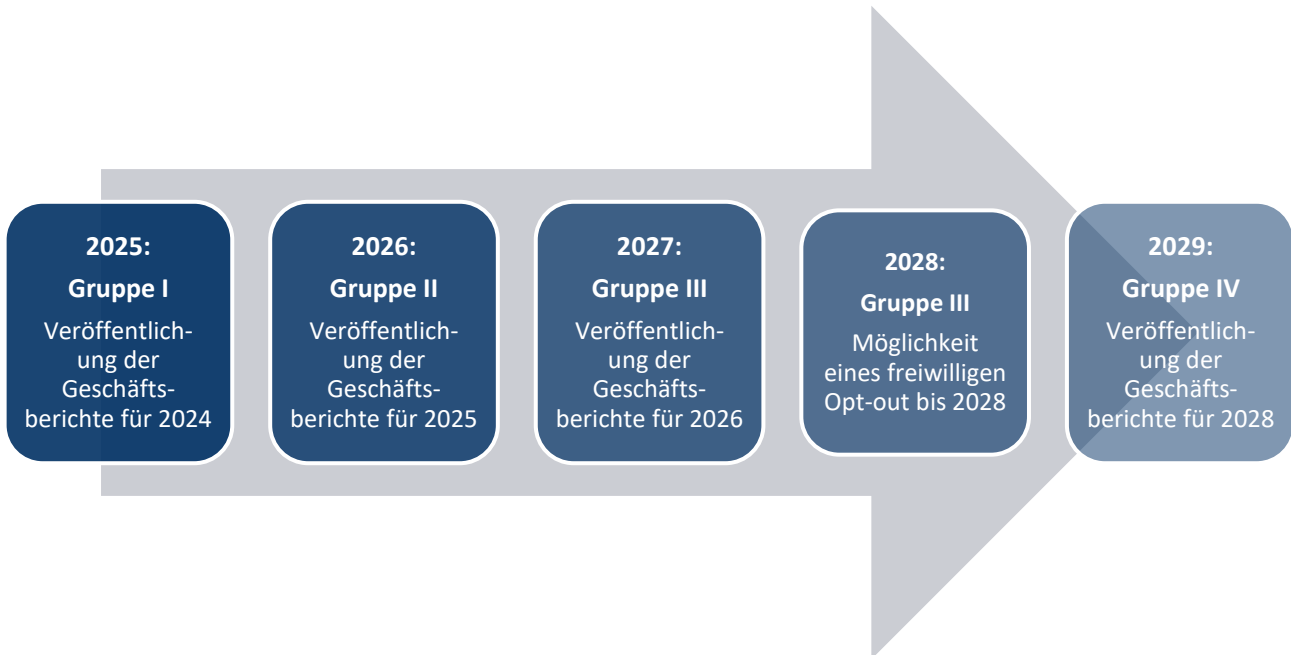 2025:
Gruppe I
Veröffentlich-
ung der
Geschäfts-
berichte für 2024
2026:
Gruppe II
Veröffentlich-
ung der
Geschäfts-
berichte für 2025
2027:
Gruppe III
Veröffentlich-
ung der
Geschäfts-
berichte für 2026
2028:
Gruppe III
Möglichkeit
eines freiwilligen
Opt-out bis 2028
2029:
Gruppe IV
Veröffentlich-
ung der
Geschäfts-
berichte für 2028